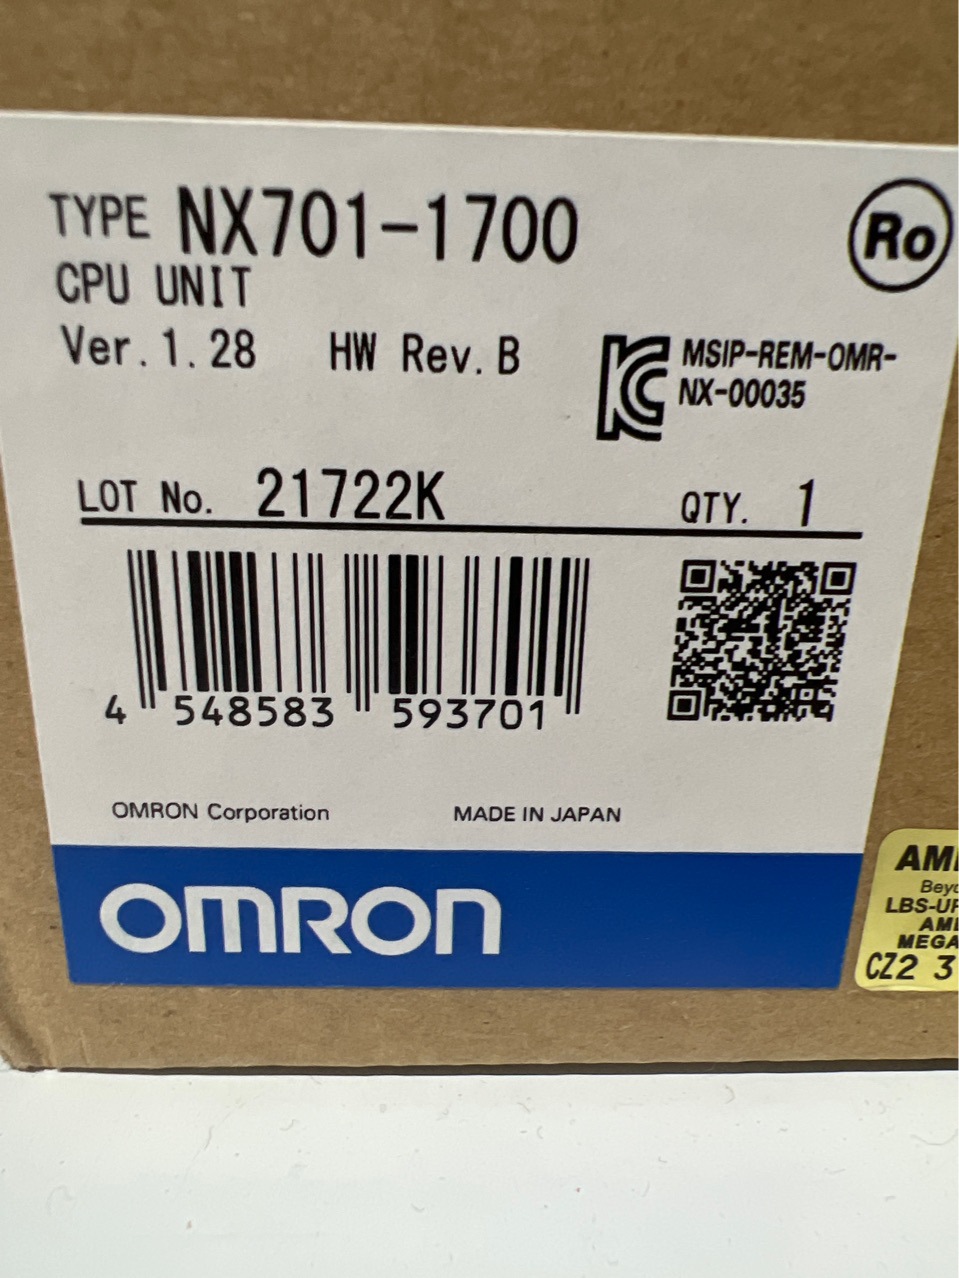 TYPE NX701-1700
Ro
CPU UNIT
Ver.1.28 HW Rev.B
MSIP-REM-OMR-
NX-00035
LOT No. 21722K QTY. 1
4 548583 593701
OMRON Corporation MADE IN JAPAN
OMRON
CZ2 3